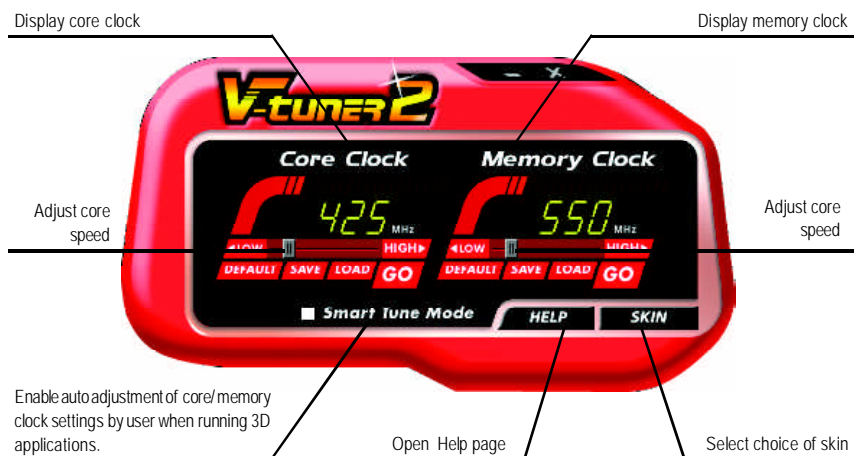 Display core clock
Display memory clock
V-TUNER 2
Core Clock
Memory Clock
Adjust core
speed
425 MHz
550 MHz
Adjust core
speed
◄LOW HIGH►
◄LOW HIGH►
DEFAULT SAVE LOAD GO
DEFAULT SAVE LOAD GO
Smart Tune Mode
HELP
SKIN
Enable auto adjustment of core/memory
clock settings by user when running 3D
applications.
Open Help page
Select choice of skin